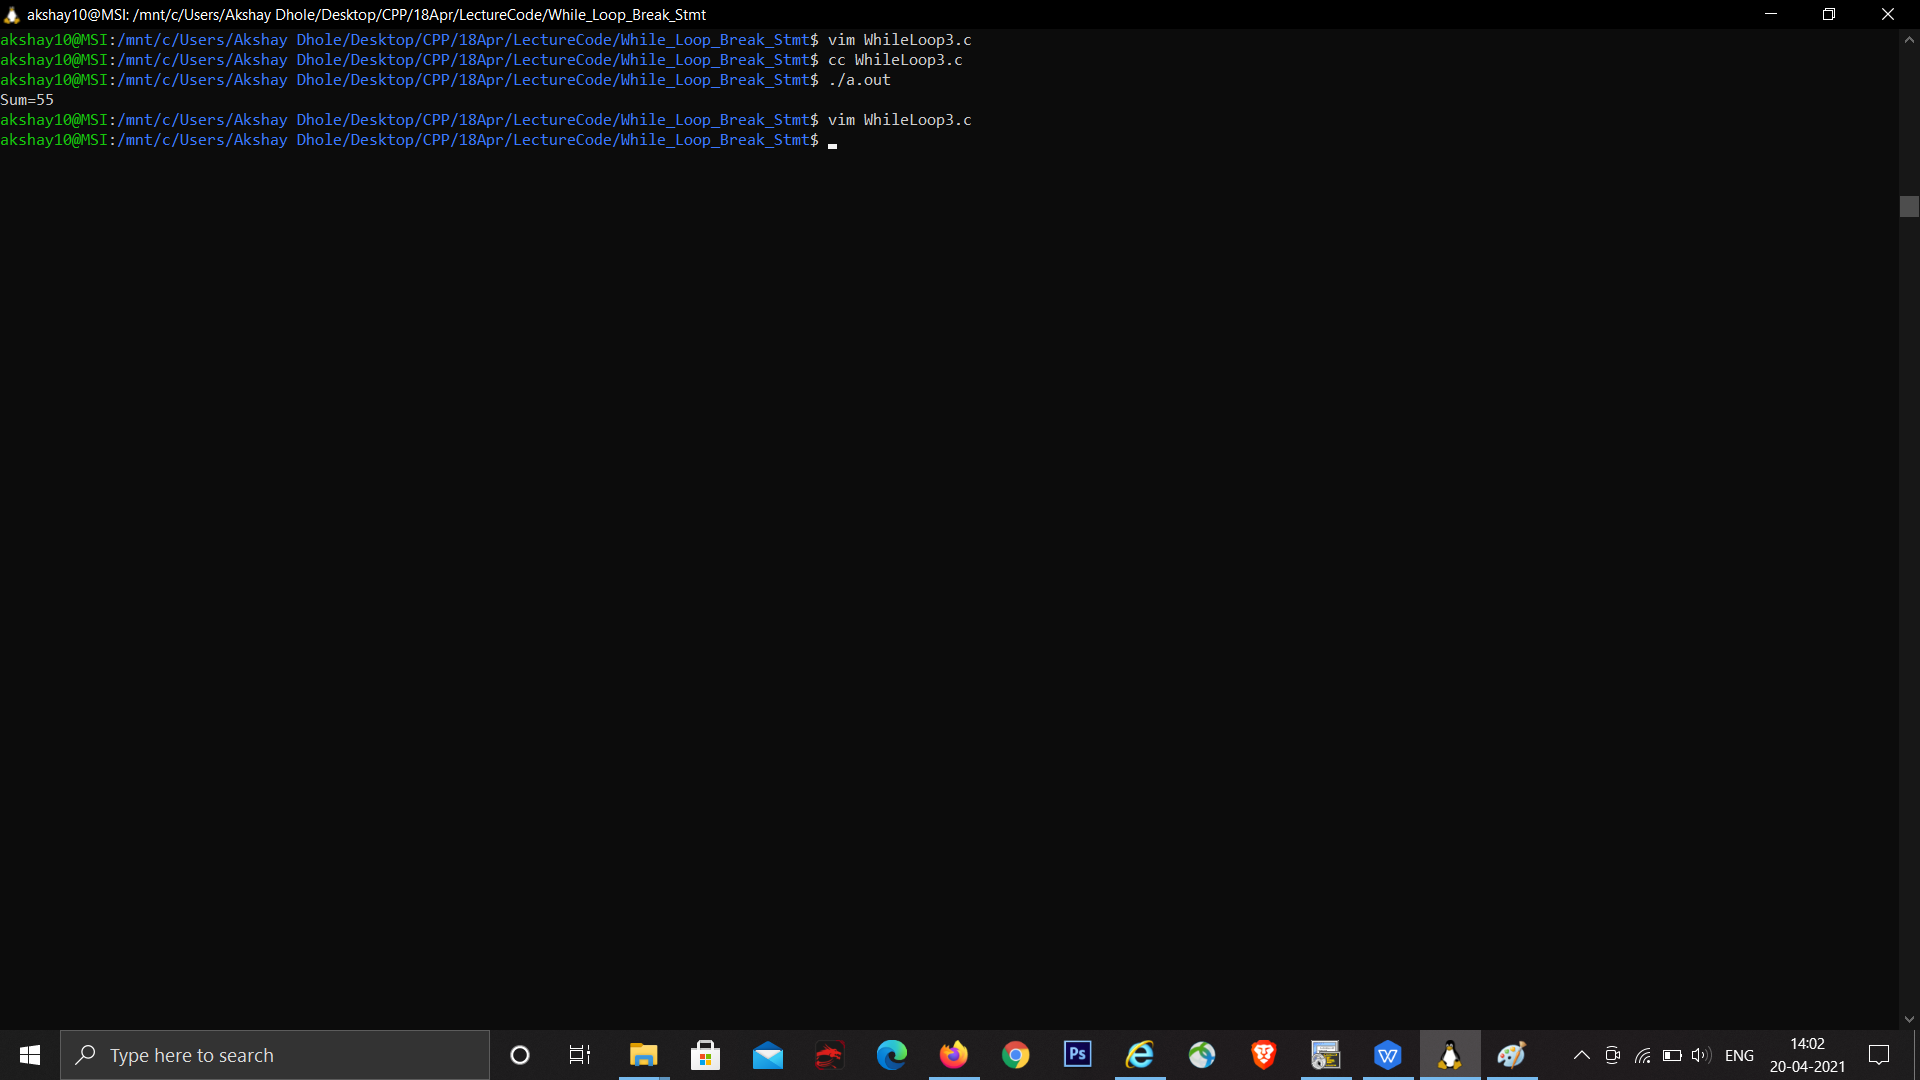 akshay10@MSI: /mnt/c/Users/Akshay Dhole/Desktop/CPP/18Apr/LectureCode/While_Loop_Break_Stmt
akshay10@MSI:/mnt/c/Users/Akshay Dhole/Desktop/CPP/18Apr/LectureCode/While_Loop_Break_Stmt$ vim WhileLoop3.c
akshay10@MSI:/mnt/c/Users/Akshay Dhole/Desktop/CPP/18Apr/LectureCode/While_Loop_Break_Stmt$ cc WhileLoop3.c
akshay10@MSI:/mnt/c/Users/Akshay Dhole/Desktop/CPP/18Apr/LectureCode/While_Loop_Break_Stmt$ ./a.out
Sum=55
akshay10@MSI:/mnt/c/Users/Akshay Dhole/Desktop/CPP/18Apr/LectureCode/While_Loop_Break_Stmt$ vim WhileLoop3.c
akshay10@MSI:/mnt/c/Users/Akshay Dhole/Desktop/CPP/18Apr/LectureCode/While_Loop_Break_Stmt$
Type here to search
Ps
W
ENG
14:02
20-04-2021